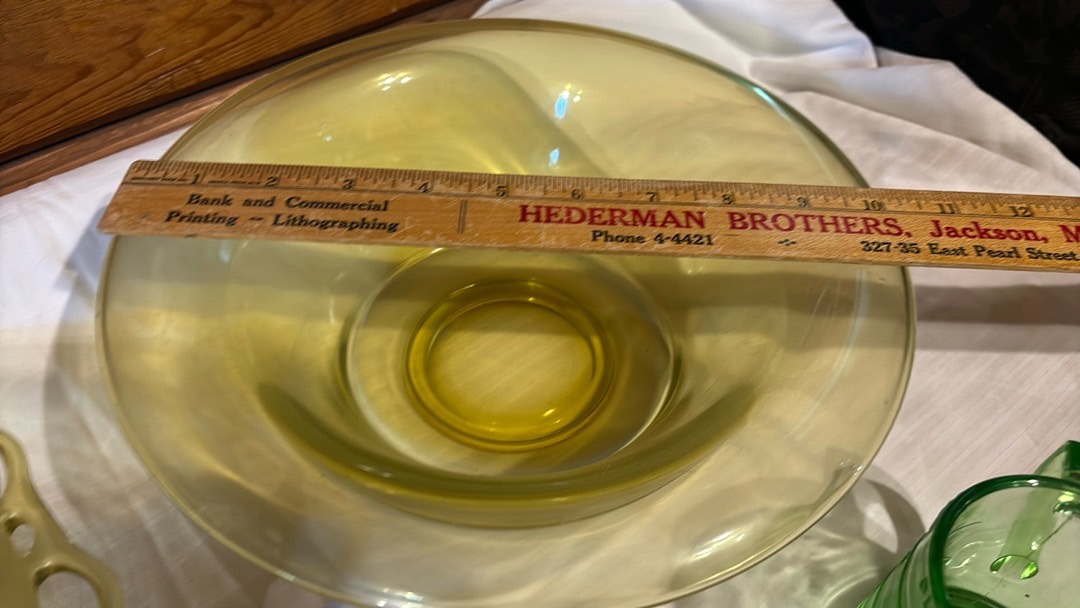 1 2 3 4 5 6 7 8 9 10 11 12
Bank and Commercial
Printing -- Lithographing
HEDERMAN BROTHERS, Jackson, M
Phone 4-4421
327-35 East Pearl Street